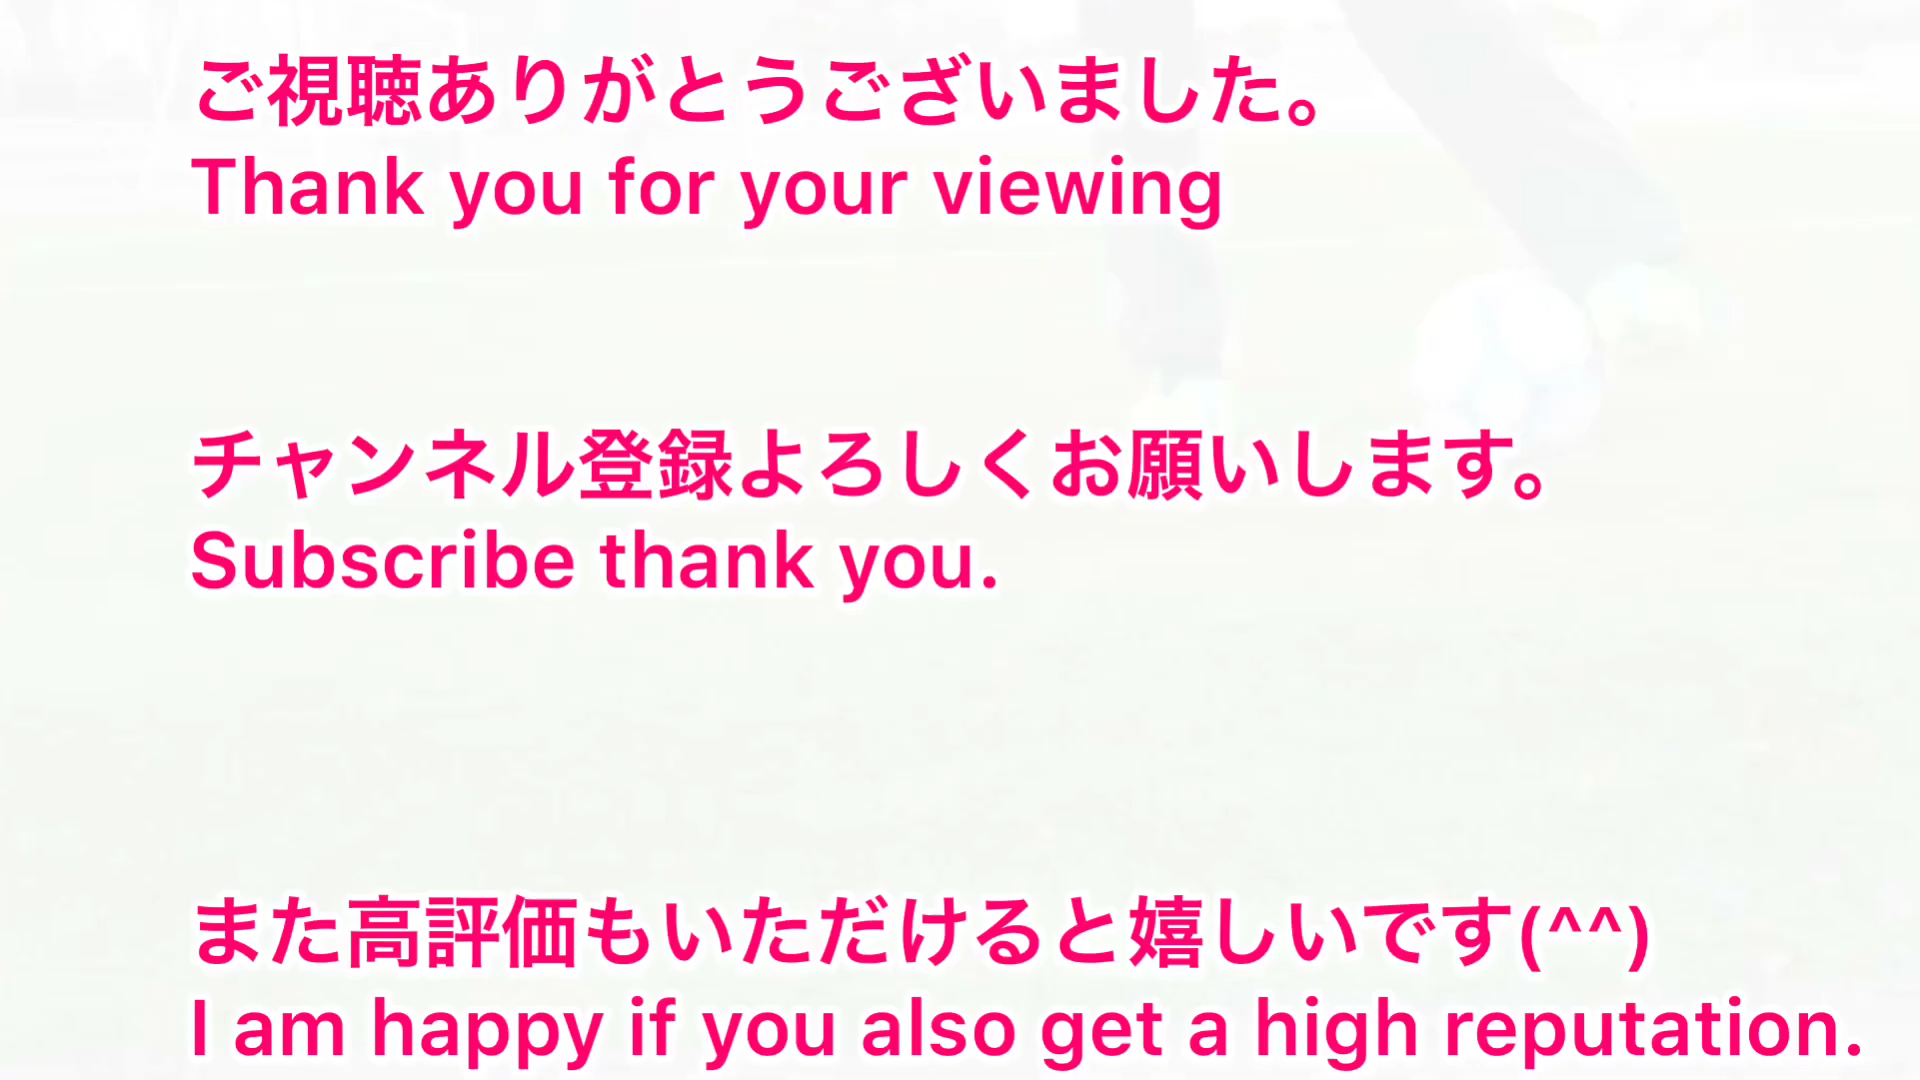 ご視聴ありがとうございました。
Thank you for your viewing
チャンネル登録よろしくお願いします。
Subscribe thank you.
また高評価もいただけると嬉しいです(^^)
I am happy if you also get a high reputation.